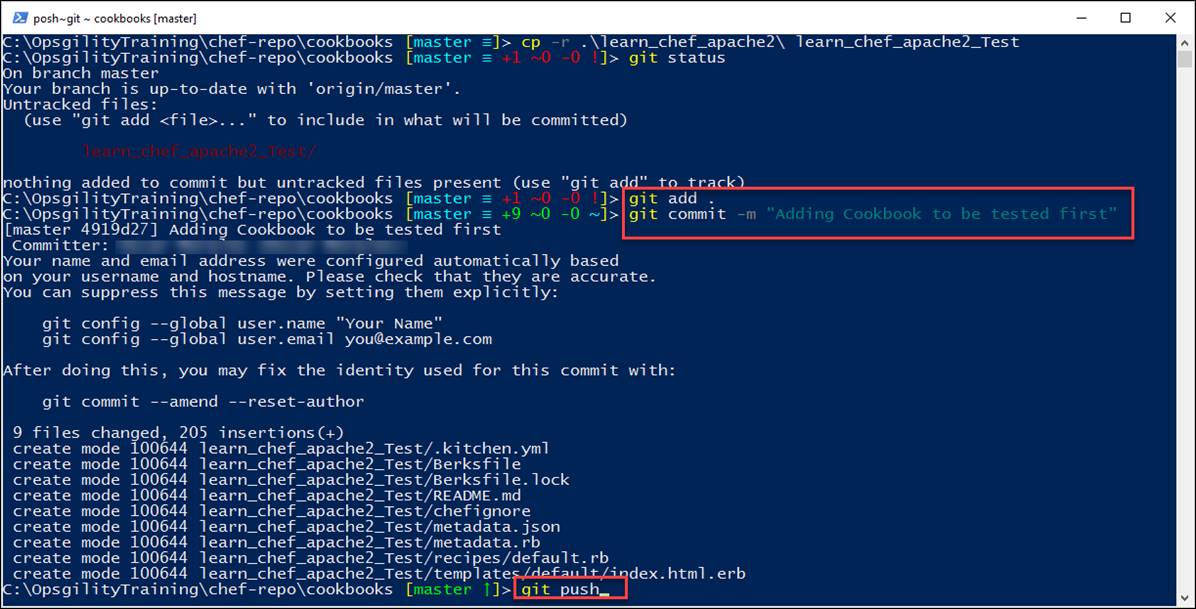 posh~git ~ cookbooks [master]
C:\OpsgilityTraining\chef-repo\cookbooks [master ≡]> cp -r .\learn_chef_apache2\ learn_chef_apache2_Test
C:\OpsgilityTraining\chef-repo\cookbooks [master ≡ +1 ~0 -0 !]> git status
On branch master
Your branch is up-to-date with 'origin/master'.
Untracked files:
  (use "git add <file>..." to include in what will be committed)
        learn_chef_apache2_Test/
nothing added to commit but untracked files present (use "git add" to track)
C:\OpsgilityTraining\chef-repo\cookbooks [master ≡ +1 ~0 -0 !]> git add .
C:\OpsgilityTraining\chef-repo\cookbooks [master ≡ +9 ~0 -0 ~]> git commit -m "Adding Cookbook to be tested first"
[master 4919d27] Adding Cookbook to be tested first
 Committer:
Your name and email address were configured automatically based
on your username and hostname. Please check that they are accurate.
You can suppress this message by setting them explicitly:
    git config --global user.name "Your Name"
    git config --global user.email you@example.com
After doing this, you may fix the identity used for this commit with:
    git commit --amend --reset-author
 9 files changed, 205 insertions(+)
 create mode 100644 learn_chef_apache2_Test/.kitchen.yml
 create mode 100644 learn_chef_apache2_Test/Berksfile
 create mode 100644 learn_chef_apache2_Test/Berksfile.lock
 create mode 100644 learn_chef_apache2_Test/README.md
 create mode 100644 learn_chef_apache2_Test/chefignore
 create mode 100644 learn_chef_apache2_Test/metadata.json
 create mode 100644 learn_chef_apache2_Test/metadata.rb
 create mode 100644 learn_chef_apache2_Test/recipes/default.rb
 create mode 100644 learn_chef_apache2_Test/templates/default/index.html.erb
C:\OpsgilityTraining\chef-repo\cookbooks [master ↑]> git push_